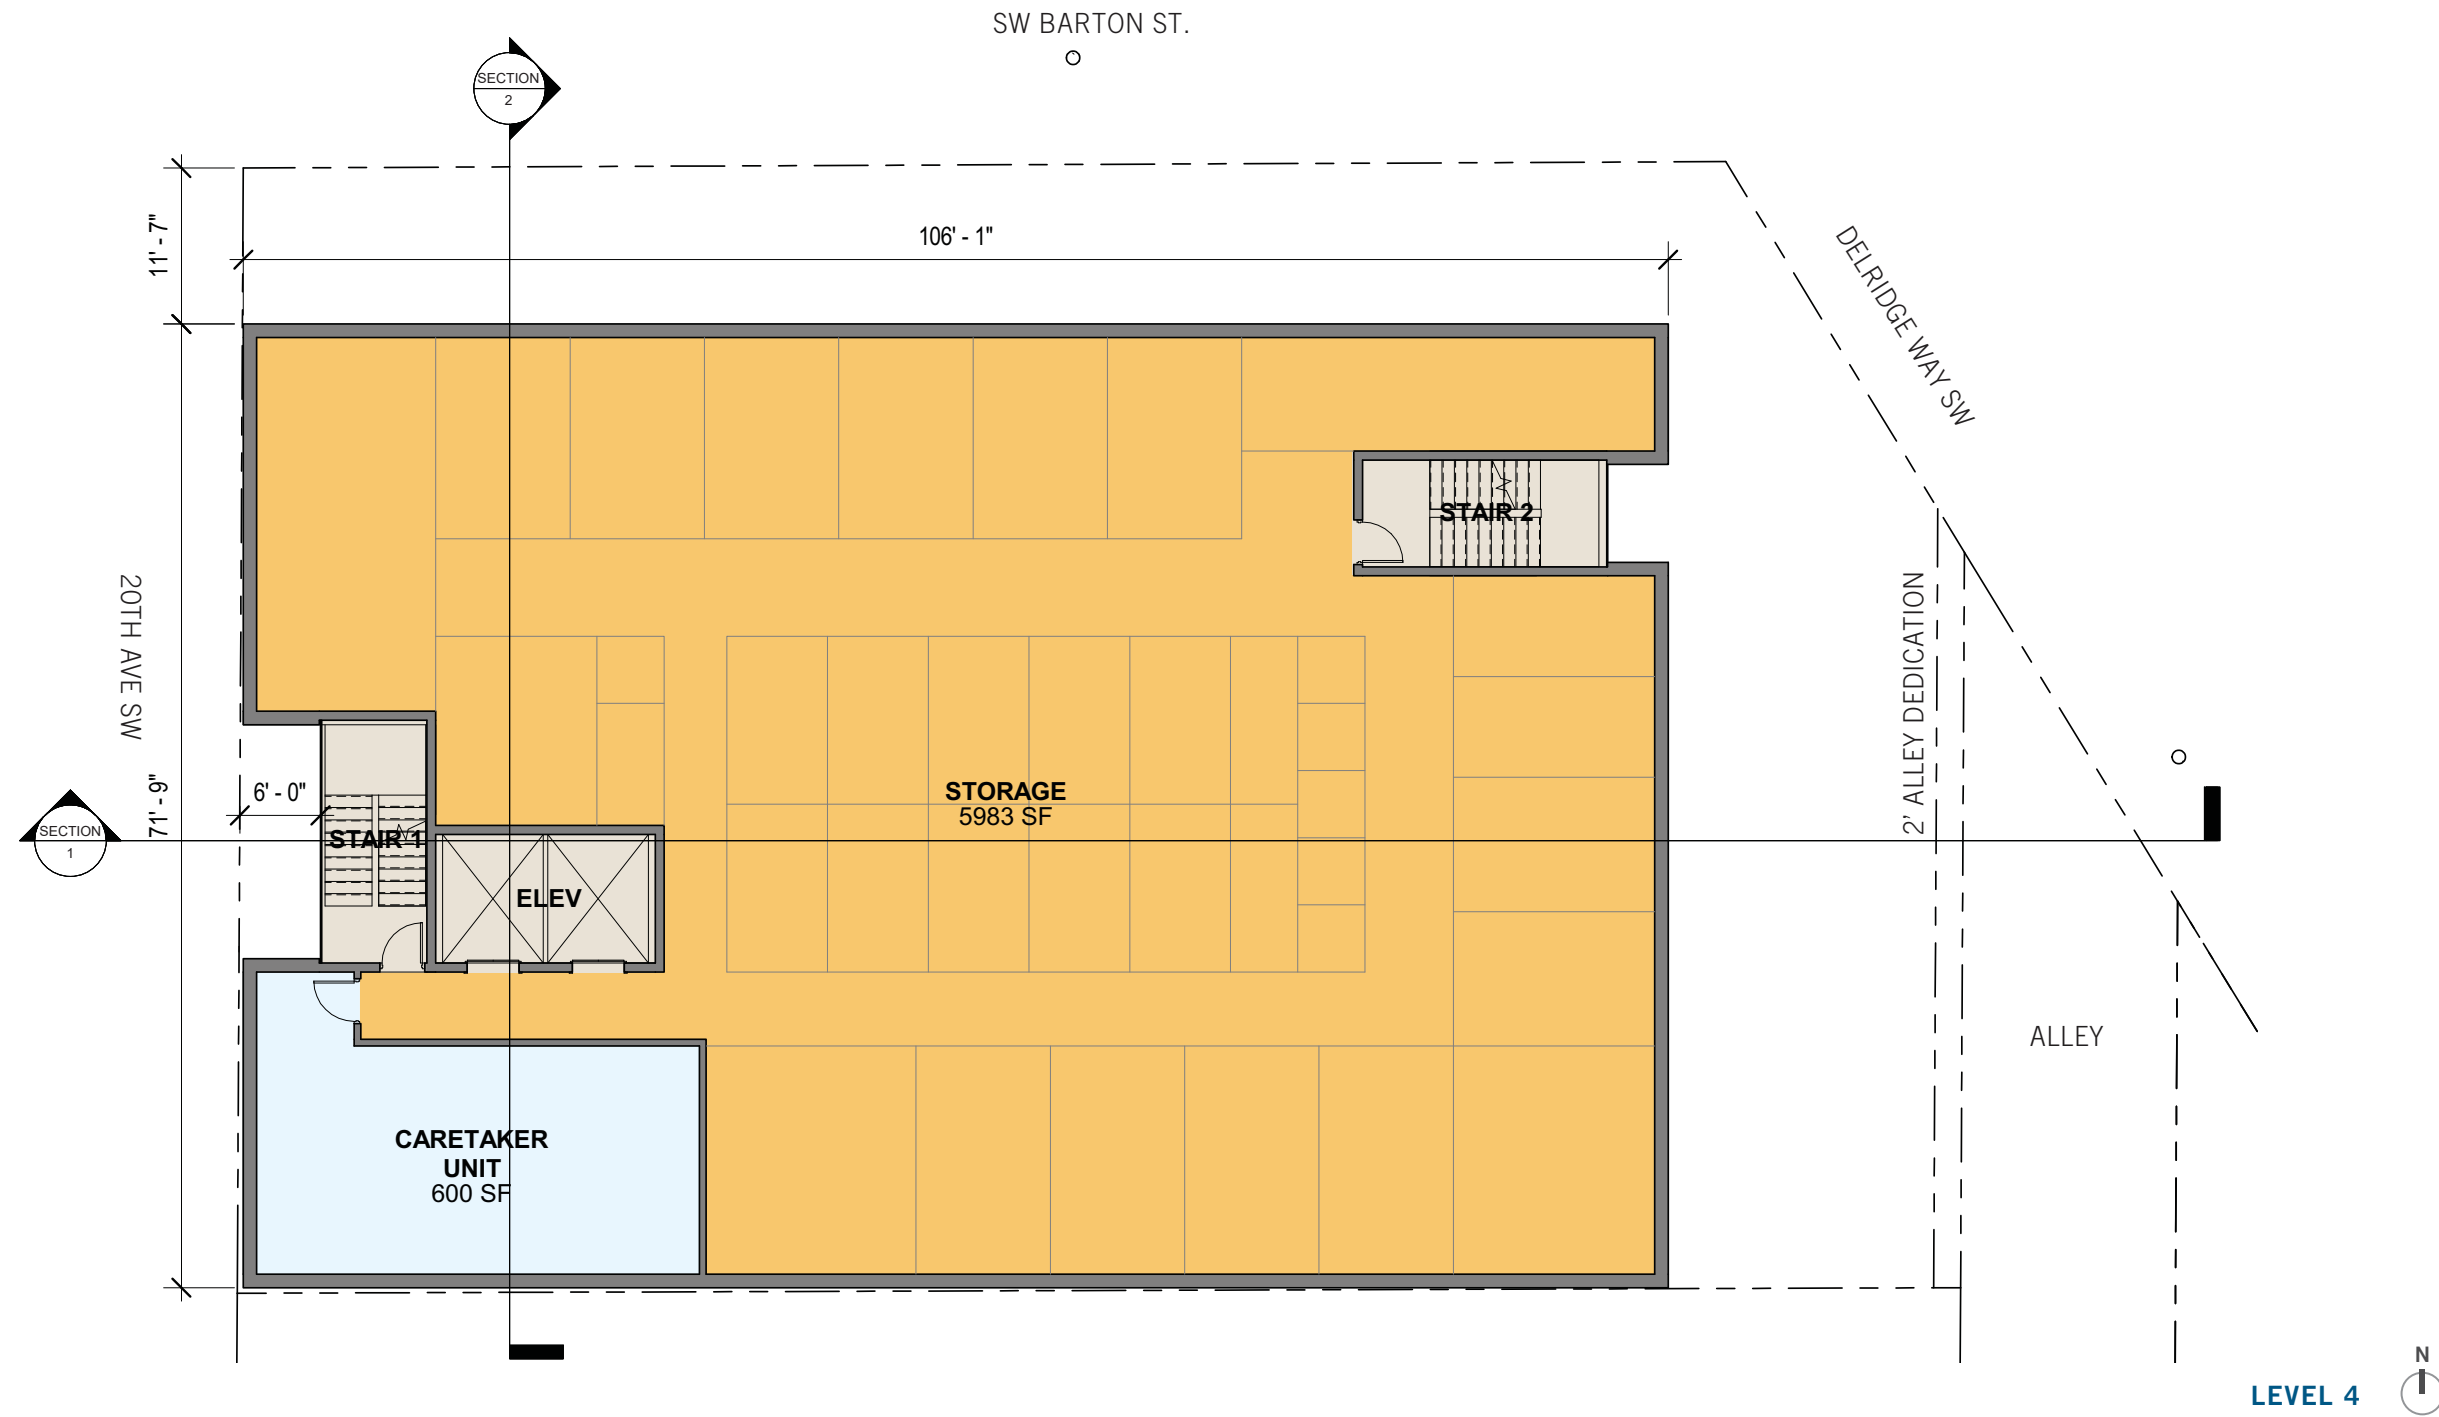 SW BARTON ST.
SECTION
2
11' - 7"
106' - 1"
DELRIDGE WAY SW
STAIR 2
20TH AVE SW
2' ALLEY DEDICATION
71' - 9"
6' - 0"
STORAGE
5983 SF
SECTION
1
STAIR 1
ELEV
ALLEY
CARETAKER
UNIT
600 SF
N
LEVEL 4